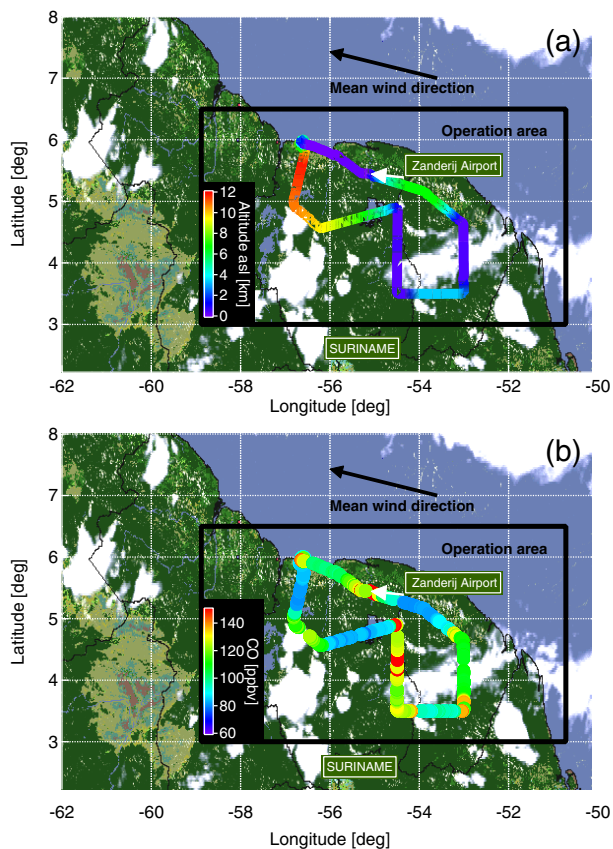 (a)
8
7
6
5
4
3
Latitude [deg]
Mean wind direction
Operation area
Zanderij Airport
12
10
8
6
4
2
0
Altitude asl [km]
SURINAME
-62
-60
-58
-56
-54
-52
-50
Longitude [deg]
(b)
8
7
6
5
4
3
Latitude [deg]
Mean wind direction
Operation area
Zanderij Airport
140
120
100
80
60
CO [ppbv]
SURINAME
-62
-60
-58
-56
-54
-52
-50
Longitude [deg]